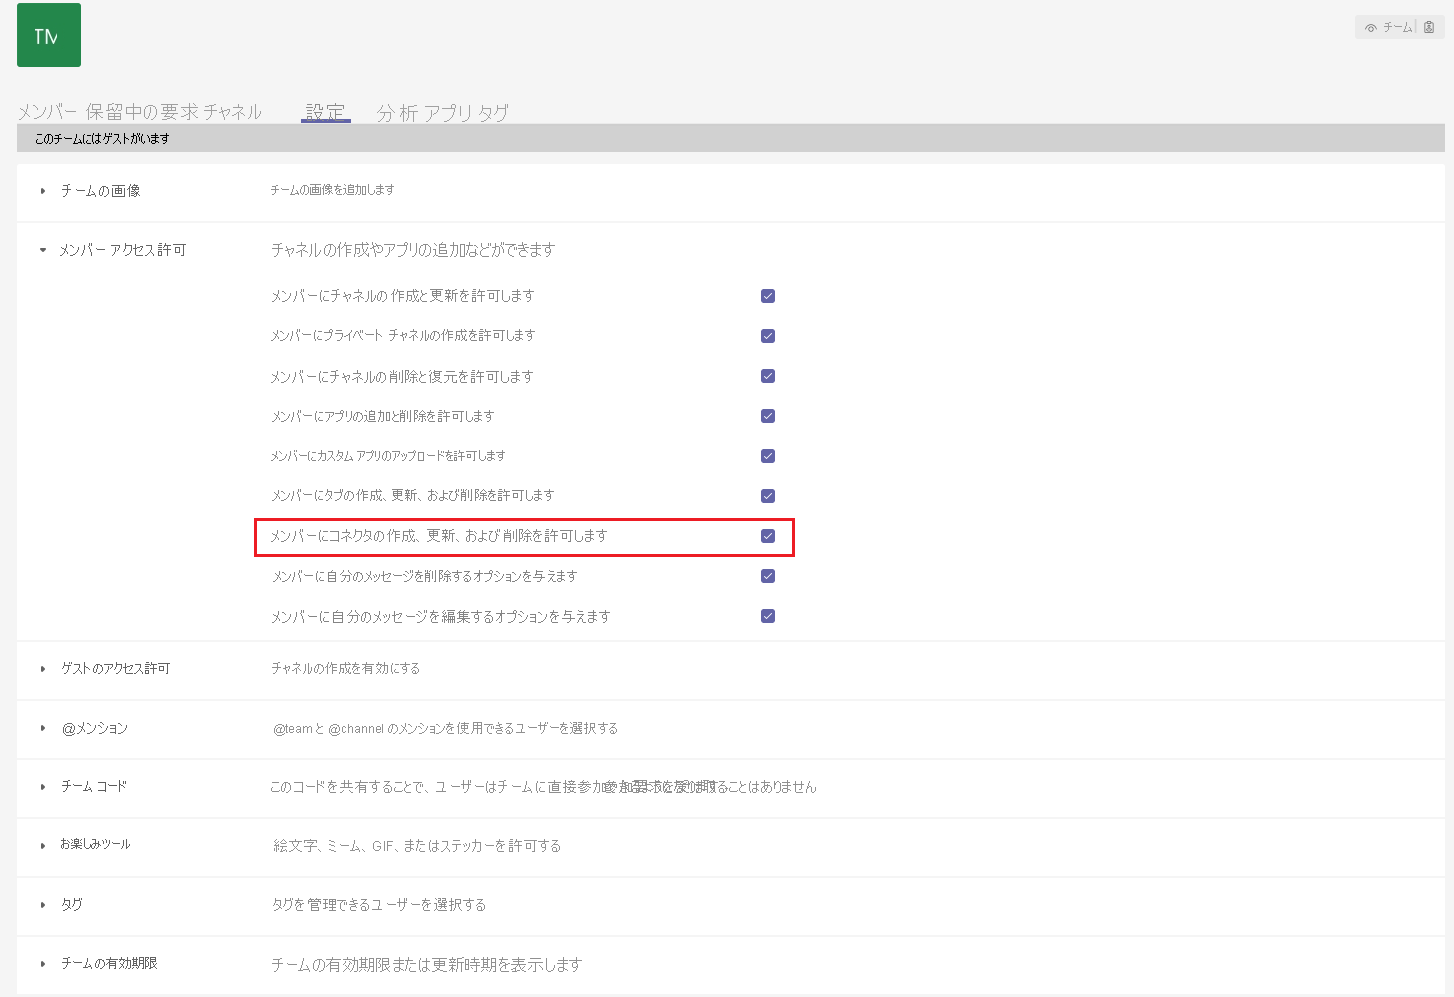 TM
チーム
メンバー 保留中の要求 チャネル 設定 分析 アプリ タグ
このチームにはゲストがいます
チームの画像 チームの画像を追加します
メンバー アクセス許可 チャネルの作成やアプリの追加などができます
メンバーにチャネルの作成と更新を許可します
メンバーにプライベート チャネルの作成を許可します
メンバーにチャネルの削除と復元を許可します
メンバーにアプリの追加と削除を許可します
メンバーにカスタム アプリのアップロードを許可します
メンバーにタブの作成、更新、および削除を許可します
メンバーにコネクタの作成、更新、および削除を許可します
メンバーに自分のメッセージを削除するオプションを与えます
メンバーに自分のメッセージを編集するオプションを与えます
ゲストのアクセス許可 チャネルの作成を有効にする
@メンション @teamと @channel のメンションを使用できるユーザーを選択する
チーム コード このコードを共有することで、ユーザーはチームに直接参加 することはありません
お楽しみツール 絵文字、ミーム、GIF、またはステッカーを許可する
タグ タグを管理できるユーザーを選択する
チームの有効期限 チームの有効期限または更新時期を表示します